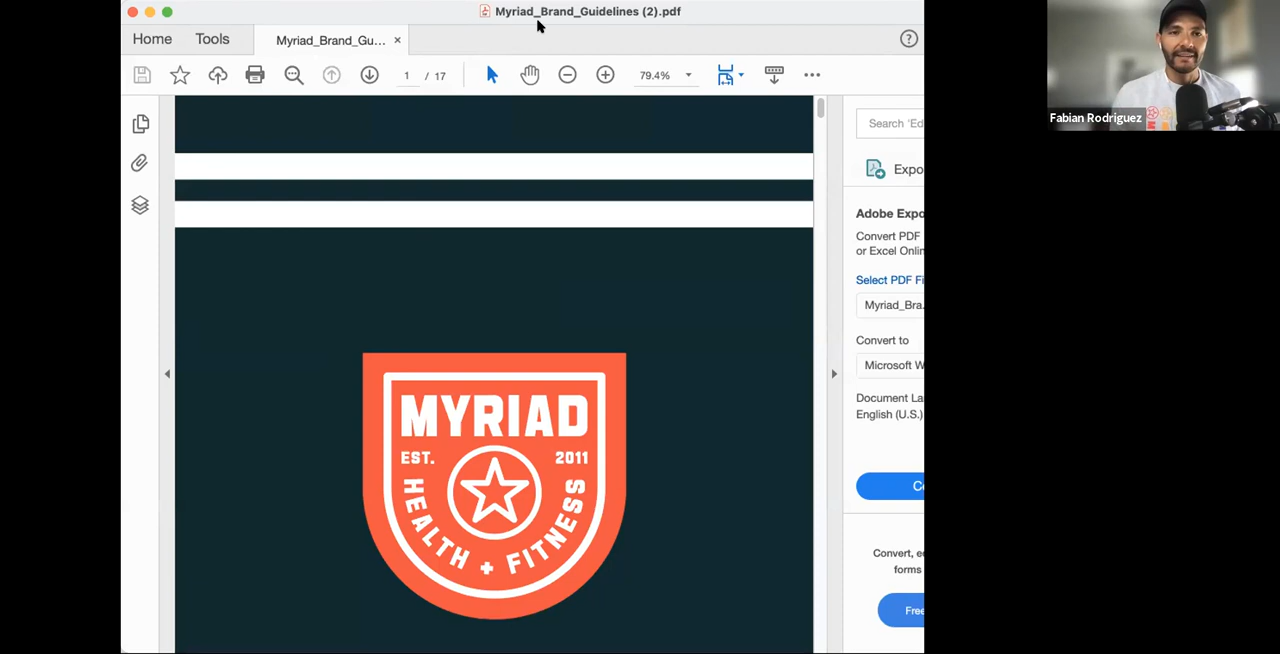 Myriad_Brand_Guidelines (2).pdf
Home
Tools
Myriad_Brand_Gu...
1 / 17
79.4%
Search 'Ed
Expo
Adobe Expo
Convert PDF
or Excel Onlin
Select PDF Fi
Myriad_Bra
Convert to
Microsoft W
Document La
English (U.S.)
Co
Convert, e
forms
Free
MYRIAD
EST. 2011
HEALTH + FITNESS
Fabian Rodriguez